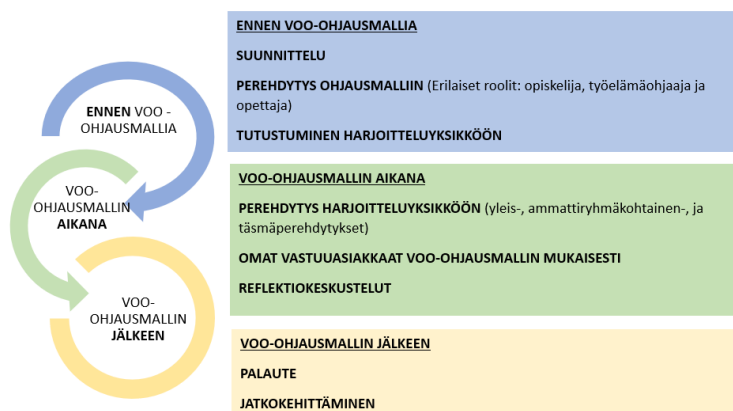 ENNEN VOO -
OHJAUSMALLIA
VOO-
OHJAUSMALLIN
AIKANA
VOO-
OHJAUSMALLIN
JÄLKEEN
ENNEN VOO-OHJAUSMALLIA
SUUNNITTELU
PEREHDYTYS OHJAUSMALLIIN (Erilaiset roolit: opiskelija, työelämäohjaaja ja
opettaja)
TUTUSTUMINEN HARJOITTELUYKSIKKÖÖN
VOO-OHJAUSMALLIN AIKANA
PEREHDYTYS HARJOITTELUYKSIKKÖÖN (yleis-, ammattiryhmäkohtainen-, ja
täsmäperehdytykset)
OMAT VASTUUASIAKKAAT VOO-OHJAUSMALLIN MUKAISESTI
REFLEKTIOKESKUSTELUT
VOO-OHJAUSMALLIN JÄLKEEN
PALAUTE
JATKOKEHITTÄMINEN